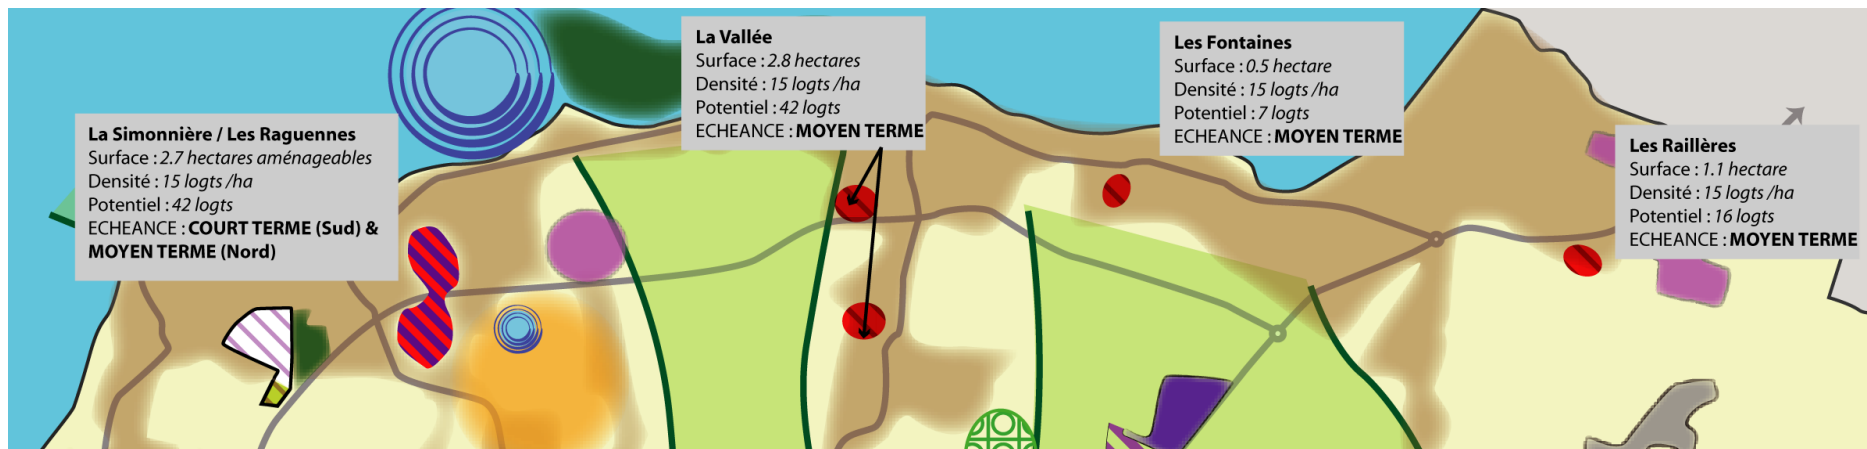 La Vallée
Surface : 2.8 hectares
Densité : 15 logts /ha
Potentiel : 42 logts
ECHEANCE : MOYEN TERME
Les Fontaines
Surface : 0.5 hectare
Densité : 15 logts /ha
Potentiel : 7 logts
ECHEANCE : MOYEN TERME
La Simonnière / Les Raguennes
Surface : 2.7 hectares aménageables
Densité : 15 logts /ha
Potentiel : 42 logts
ECHEANCE : COURT TERME (Sud) &
MOYEN TERME (Nord)
Les Raillères
Surface : 1.1 hectare
Densité : 15 logts /ha
Potentiel : 16 logts
ECHEANCE : MOYEN TERME